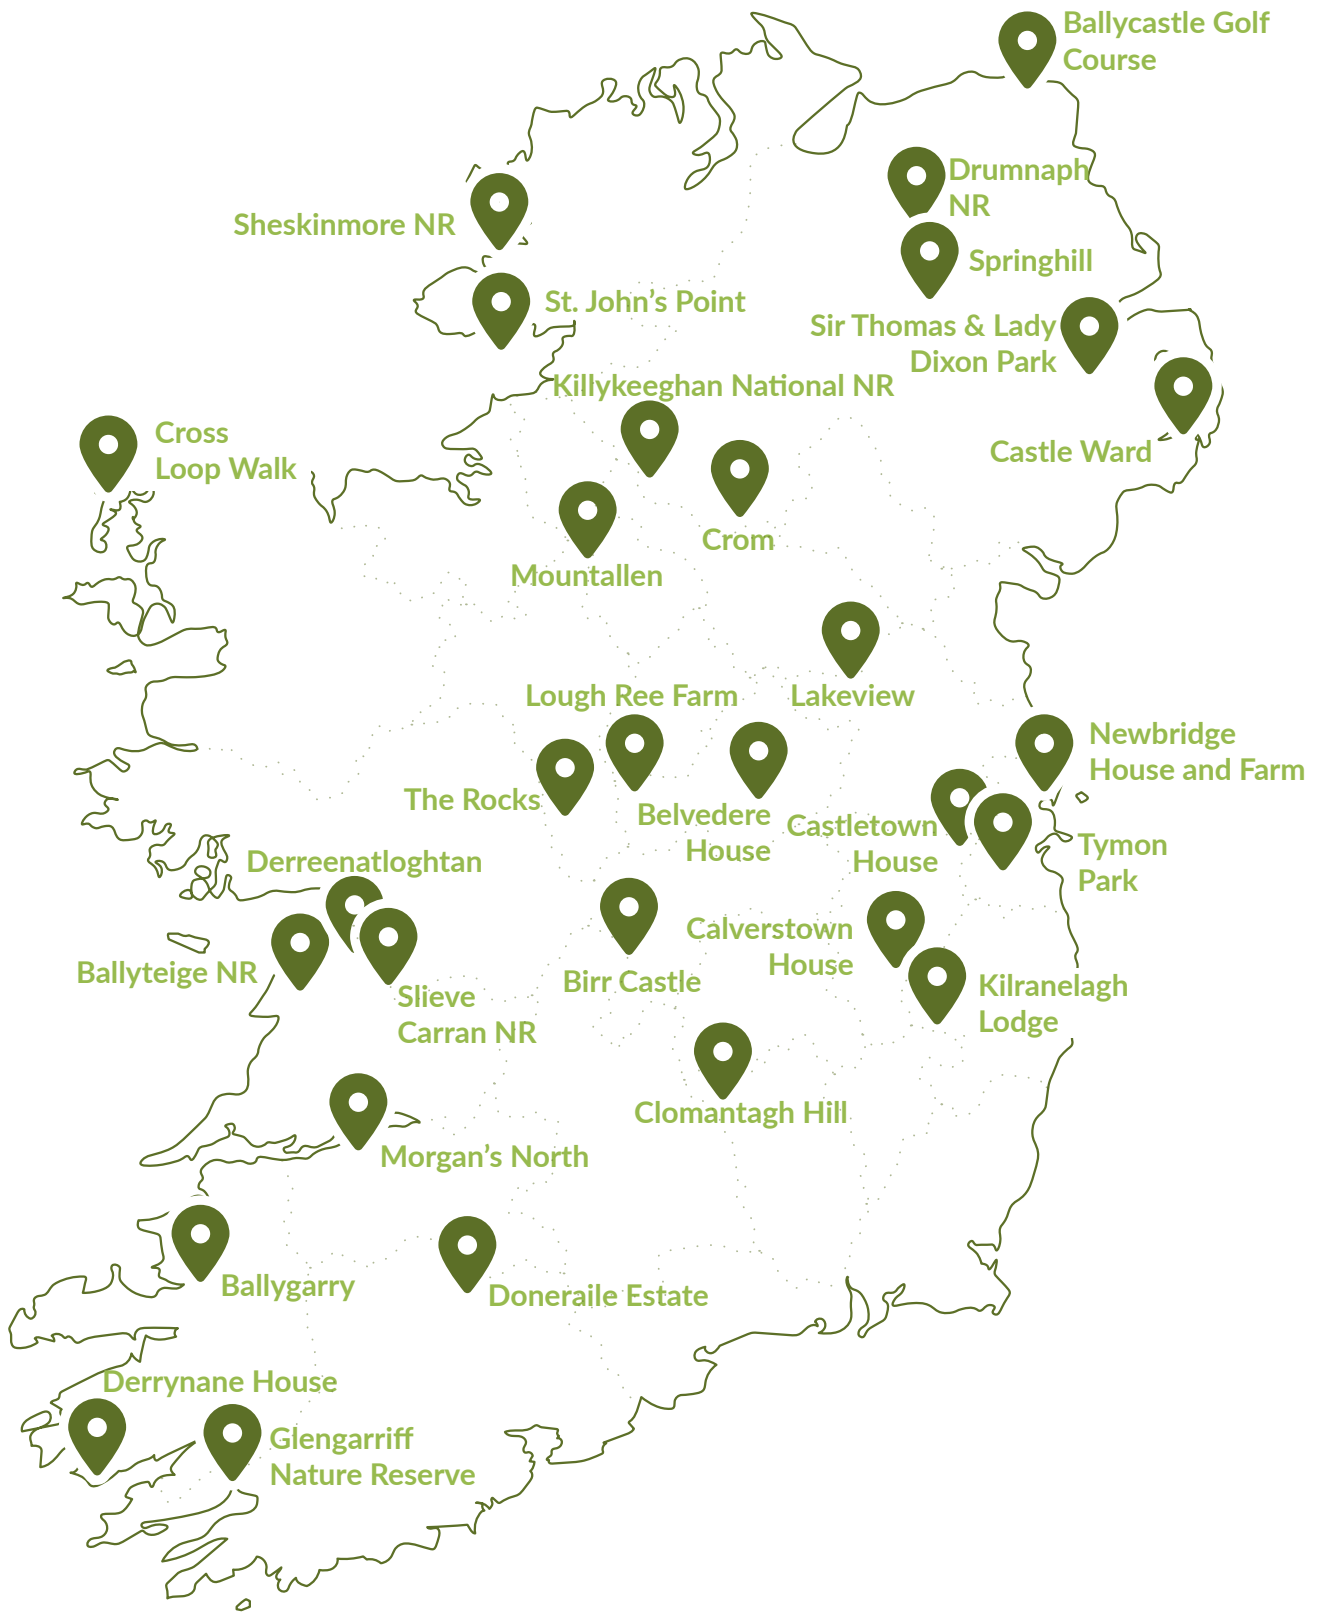 Ballycastle Golf
Course
Drumnaph
NR
Sheskinmore NR
Springhill
St. John's Point
Sir Thomas & Lady
Dixon Park
Killykeeghan National NR
Cross
Loop Walk
Castle Ward
Crom
Mountallen
Lough Ree Farm
Lakeview
Newbridge
House and Farm
The Rocks
Belvedere
House
Castletown
House
Tymon
Park
Derreenatloghtan
Calverstown
House
Ballyteige NR
Birr Castle
Kilranelagh
Lodge
Slieve
Carran NR
Clomantagh Hill
Morgan's North
Ballygarry
Doneraile Estate
Derrynane House
Glengarriff
Nature Reserve